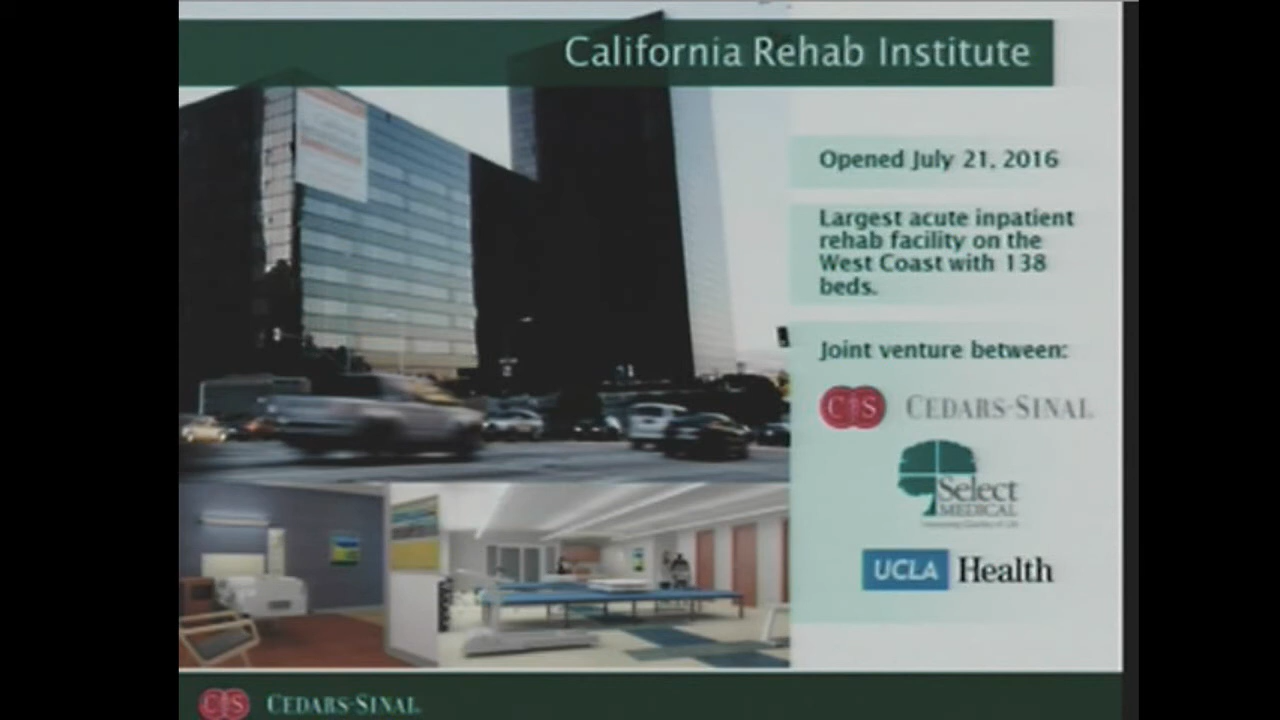 California Rehab Institute
Opened July 21, 2016
Largest acute inpatient
rehab facility on the
West Coast with 138
beds.
Joint venture between:
CS CEDARS-SINAI
Select
MEDICAL
UCLA Health
CS CEDARS-SINAI